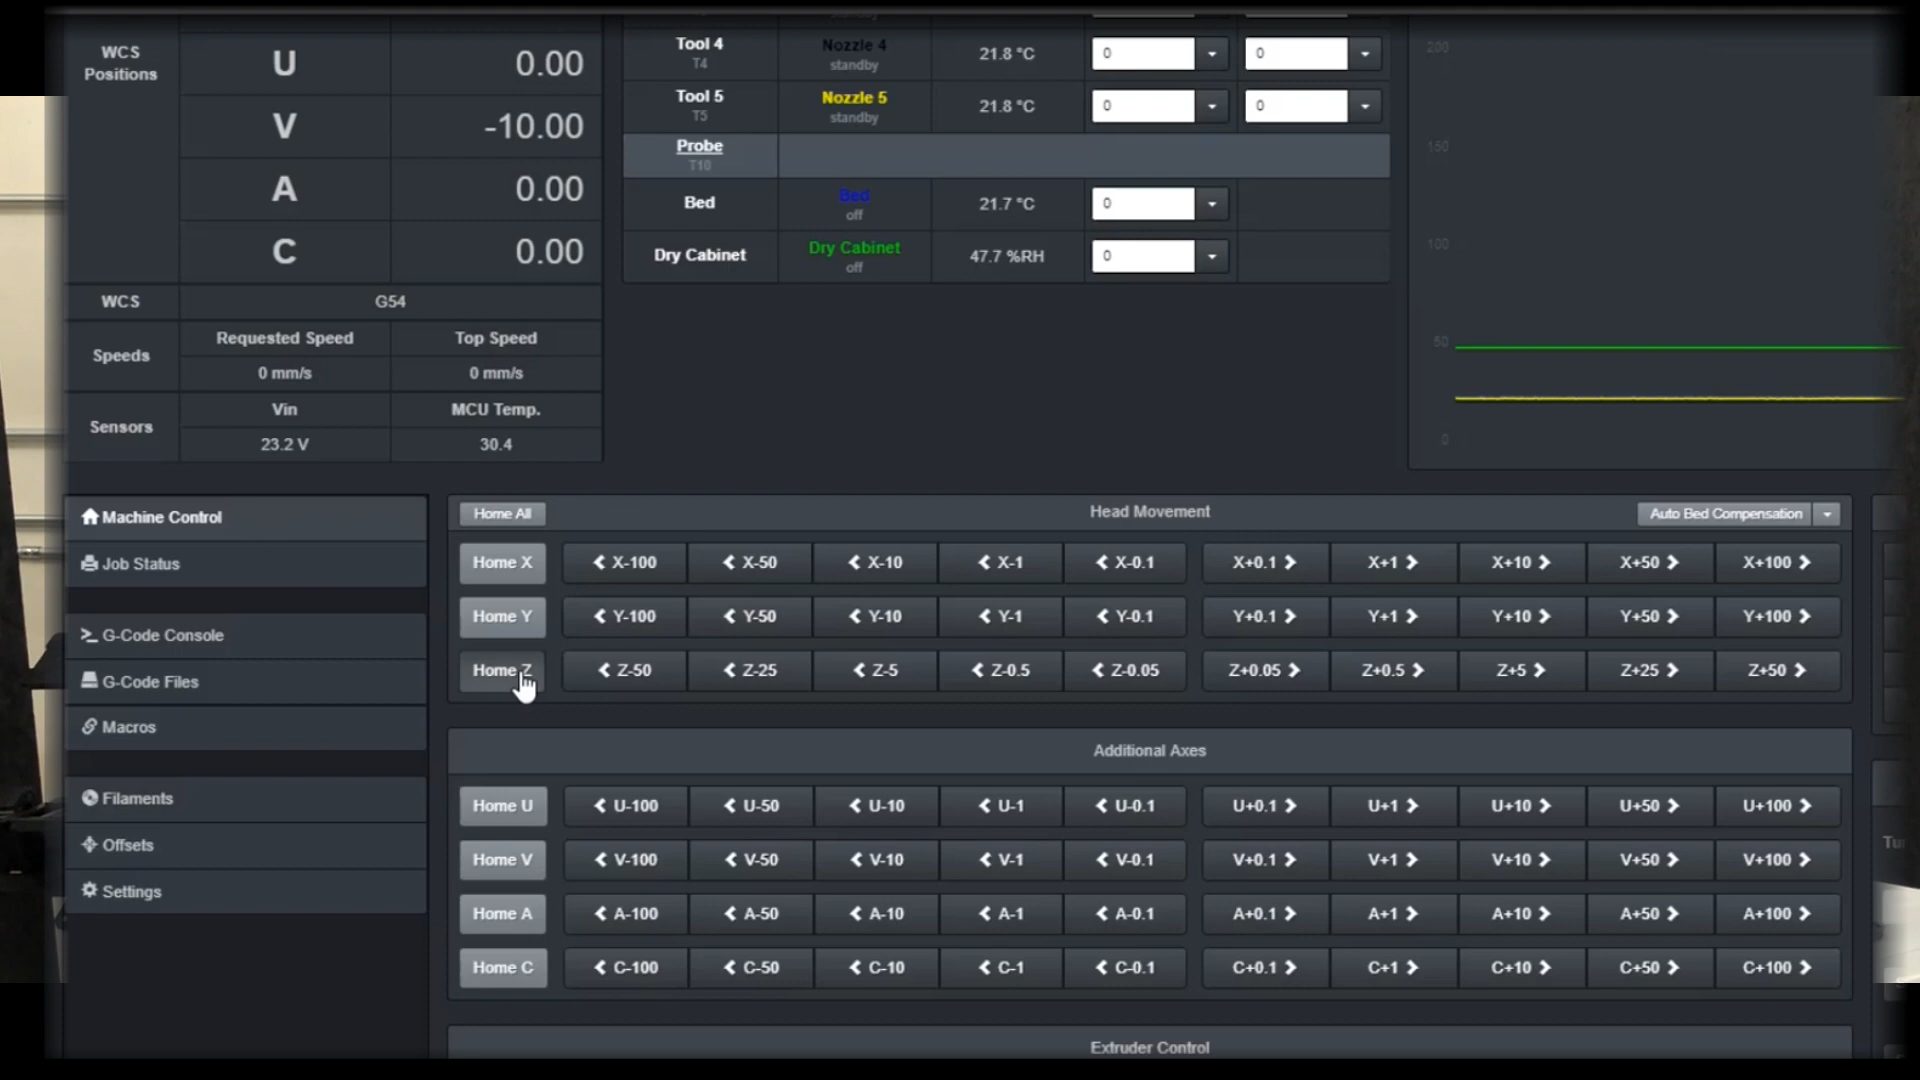 WCS
Positions
U 0.00
V -10.00
A 0.00
C 0.00
WCS G54
Speeds
Requested Speed Top Speed
0 mm/s 0 mm/s
Sensors
Vin MCU Temp.
23.2 V 30.4
standby
Tool 4 Nozzle 4 21.8 °C 0 0
T4 standby
Tool 5 Nozzle 5 21.8 °C 0 0
T5 standby
Probe
T10
Bed Bed 21.7 °C 0
off
Dry Cabinet Dry Cabinet 47.7 %RH 0
off
200
150
100
50
0
Machine Control
Job Status
G-Code Console
G-Code Files
Macros
Filaments
Offsets
Settings
Home All Head Movement Auto Bed Compensation
Home X X-100 X-50 X-10 X-1 X-0.1 X+0.1 X+1 X+10 X+50 X+100
Home Y Y-100 Y-50 Y-10 Y-1 Y-0.1 Y+0.1 Y+1 Y+10 Y+50 Y+100
Home Z Z-50 Z-25 Z-5 Z-0.5 Z-0.05 Z+0.05 Z+0.5 Z+5 Z+25 Z+50
Additional Axes
Home U U-100 U-50 U-10 U-1 U-0.1 U+0.1 U+1 U+10 U+50 U+100
Home V V-100 V-50 V-10 V-1 V-0.1 V+0.1 V+1 V+10 V+50 V+100
Home A A-100 A-50 A-10 A-1 A-0.1 A+0.1 A+1 A+10 A+50 A+100
Home C C-100 C-50 C-10 C-1 C-0.1 C+0.1 C+1 C+10 C+50 C+100
Extruder Control